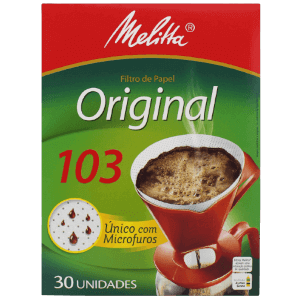 Melitta®
Filtro de Papel
Original
103
Único com
Microfuros
30 UNIDADES